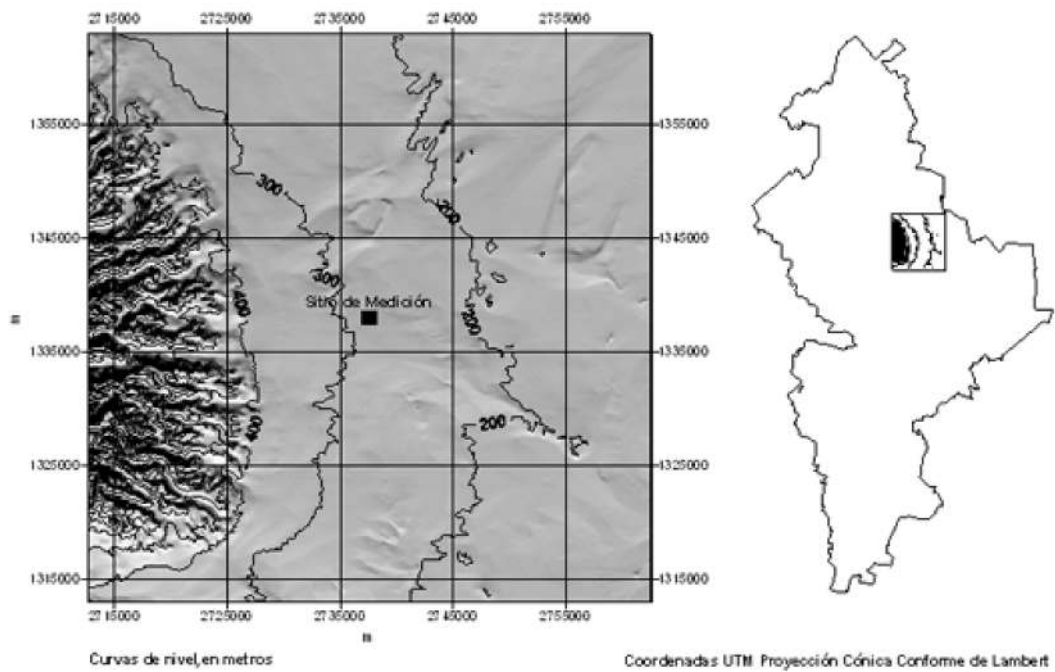 2715000 2725000 2735000 2745000 2755000
1355000 1355000
300
200
1345000 1345000
300
400
Sitio de Medición
200
1335000 1335000
400
200
1325000 1325000
1315000 1315000
2715000 2725000 2735000 2745000 2755000
m
m
Curvas de nivel,en metros
Coordenadas UTM Proyección Cónica Conforme de Lambert